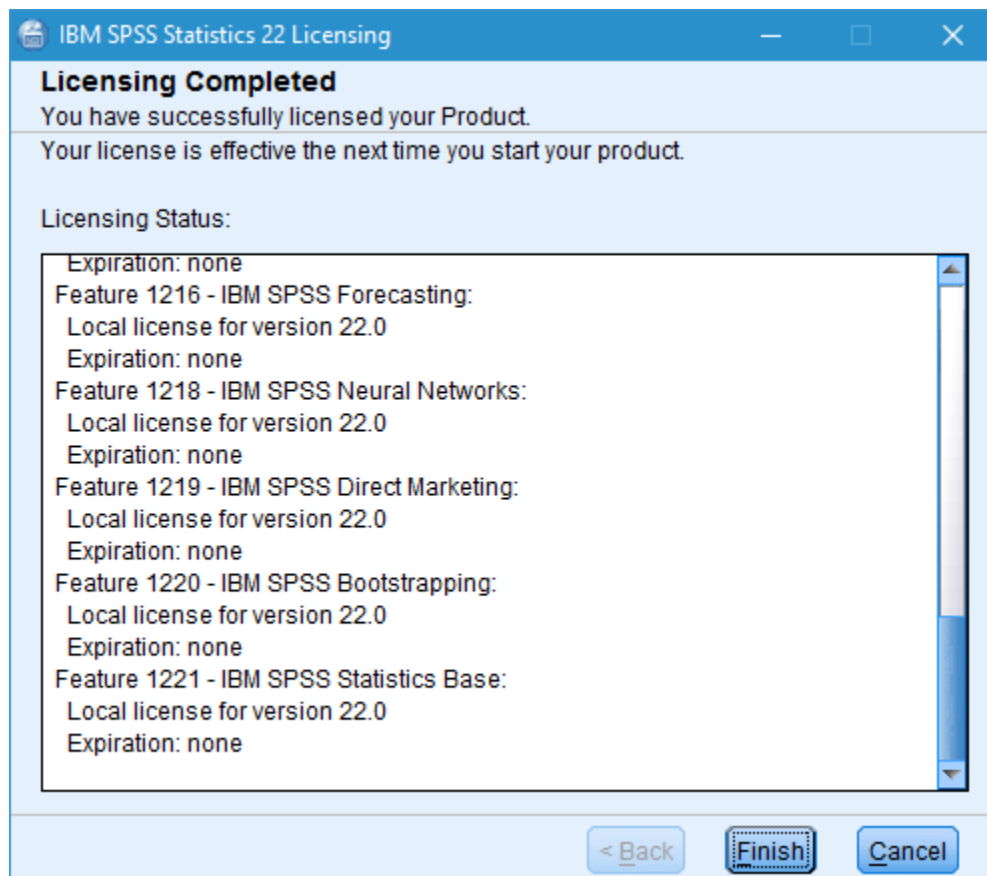 IBM SPSS Statistics 22 Licensing
Licensing Completed
You have successfully licensed your Product.
Your license is effective the next time you start your product.
Licensing Status:
Expiration: none
Feature 1216 - IBM SPSS Forecasting:
Local license for version 22.0
Expiration: none
Feature 1218 - IBM SPSS Neural Networks:
Local license for version 22.0
Expiration: none
Feature 1219 - IBM SPSS Direct Marketing:
Local license for version 22.0
Expiration: none
Feature 1220 - IBM SPSS Bootstrapping:
Local license for version 22.0
Expiration: none
Feature 1221 - IBM SPSS Statistics Base:
Local license for version 22.0
Expiration: none
< Back Finish Cancel